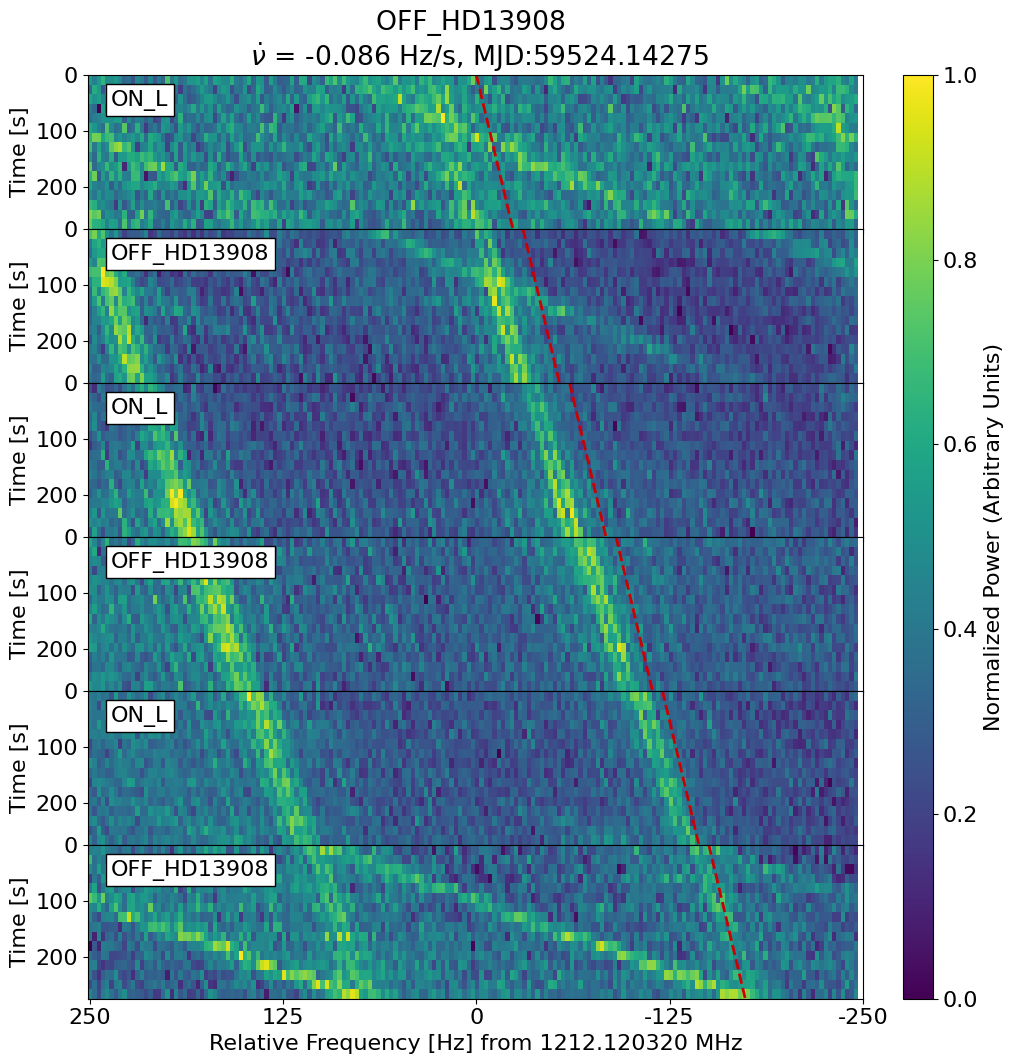 OFF_HD13908
ν̇ = -0.086 Hz/s, MJD:59524.14275
0
100
200
Time [s]
ON_L
0
100
200
Time [s]
OFF_HD13908
0
100
200
Time [s]
ON_L
0
100
200
Time [s]
OFF_HD13908
0
100
200
Time [s]
ON_L
0
100
200
Time [s]
OFF_HD13908
250 125 0 -125 -250
Relative Frequency [Hz] from 1212.120320 MHz
1.0
0.8
0.6
0.4
0.2
0.0
Normalized Power (Arbitrary Units)